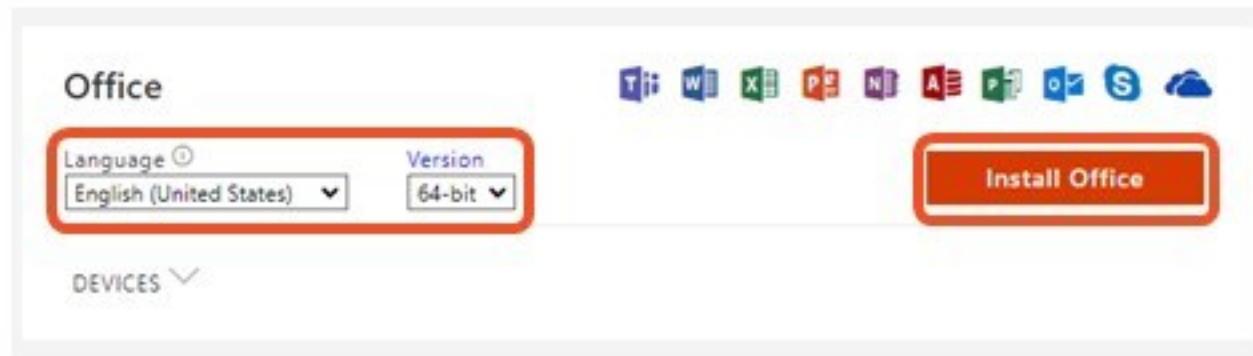 Office
Language
Version
English (United States)
64-bit
Install Office
DEVICES